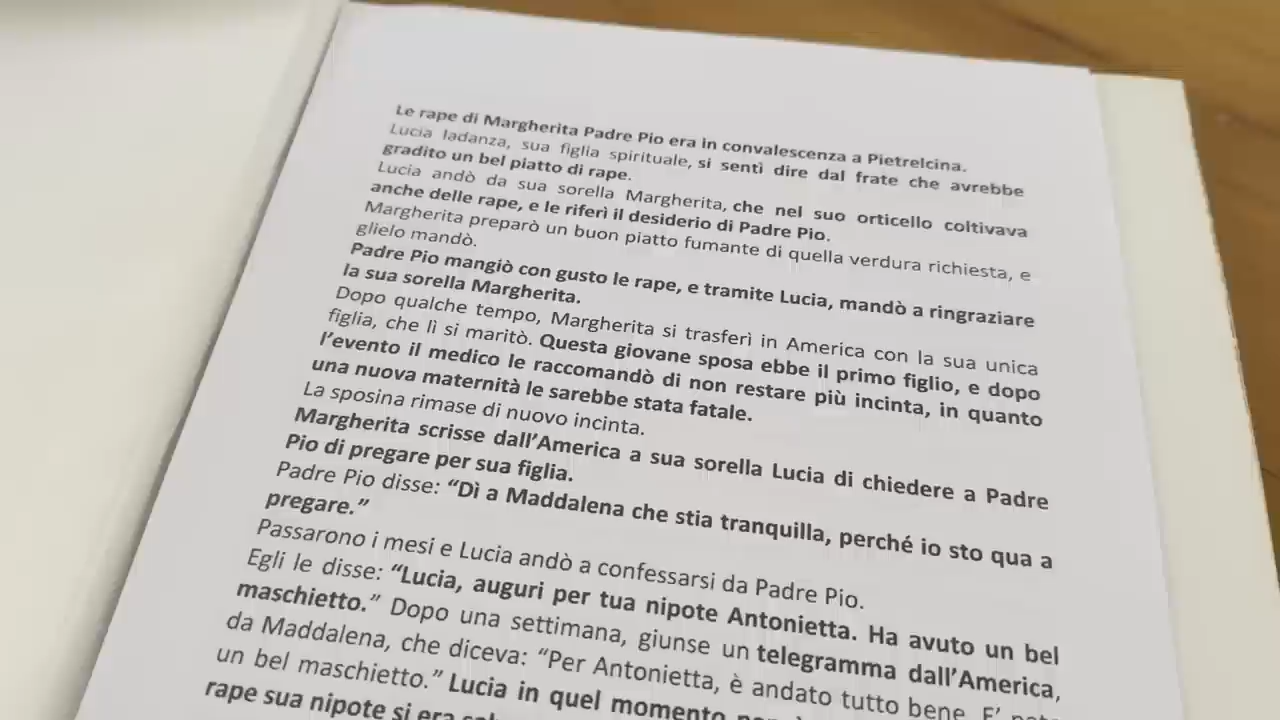 Le rape di Margherita Padre Pio era in convalescenza a Pietrelcina.
Lucia Iadanza, sua figlia spirituale, si sentì dire dal frate che avrebbe
gradito un bel piatto di rape.
Lucia andò da sua sorella Margherita, che nel suo orticello coltivava
anche delle rape, e le riferì il desiderio di Padre Pio.
Margherita preparò un buon piatto fumante di quella verdura richiesta, e
glielo mandò.
Padre Pio mangiò con gusto le rape, e tramite Lucia, mandò a ringraziare
la sua sorella Margherita.
Dopo qualche tempo, Margherita si trasferì in America con la sua unica
figlia, che lì si maritò. Questa giovane sposa ebbe il primo figlio, e dopo
l'evento il medico le raccomandò di non restare più incinta, in quanto
una nuova maternità le sarebbe stata fatale.
La sposina rimase di nuovo incinta.
Margherita scrisse dall'America a sua sorella Lucia di chiedere a Padre
Pio di pregare per sua figlia.
Padre Pio disse: “Dì a Maddalena che stia tranquilla, perché io sto qua a
pregare.”
Passarono i mesi e Lucia andò a confessarsi da Padre Pio.
Egli le disse: “Lucia, auguri per tua nipote Antonietta. Ha avuto un bel
maschietto.” Dopo una settimana, giunse un telegramma dall'America,
da Maddalena, che diceva: “Per Antonietta, è andato tutto bene. E' nato
un bel maschietto.” Lucia in quel momento
rape sua nipote si era